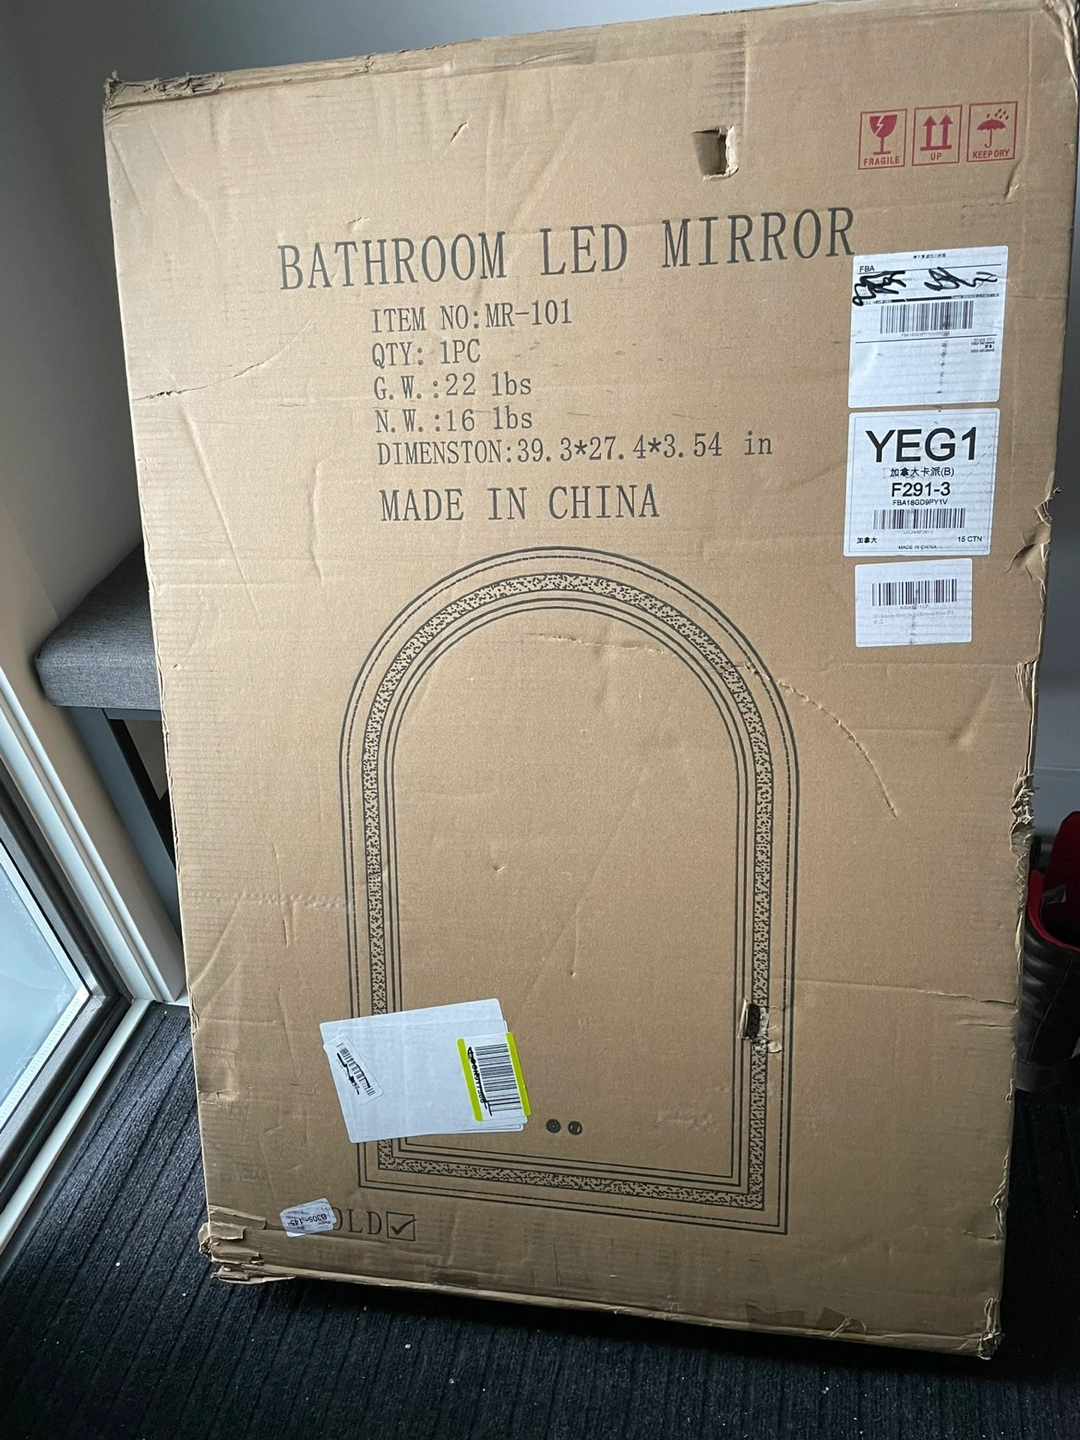 FRAGILE
UP
KEEP DRY
BATHROOM LED MIRROR
ITEM NO:MR-101
QTY: 1PC
G.W.:22 lbs
N.W.:16 lbs
DIMENSTON:39.3*27.4*3.54 in
MADE IN CHINA
FBA
YEG1
加拿大卡派(B)
F291-3
FBA18GD9PY1V
加拿大
MADE IN CHINA
15 CTN
OLD